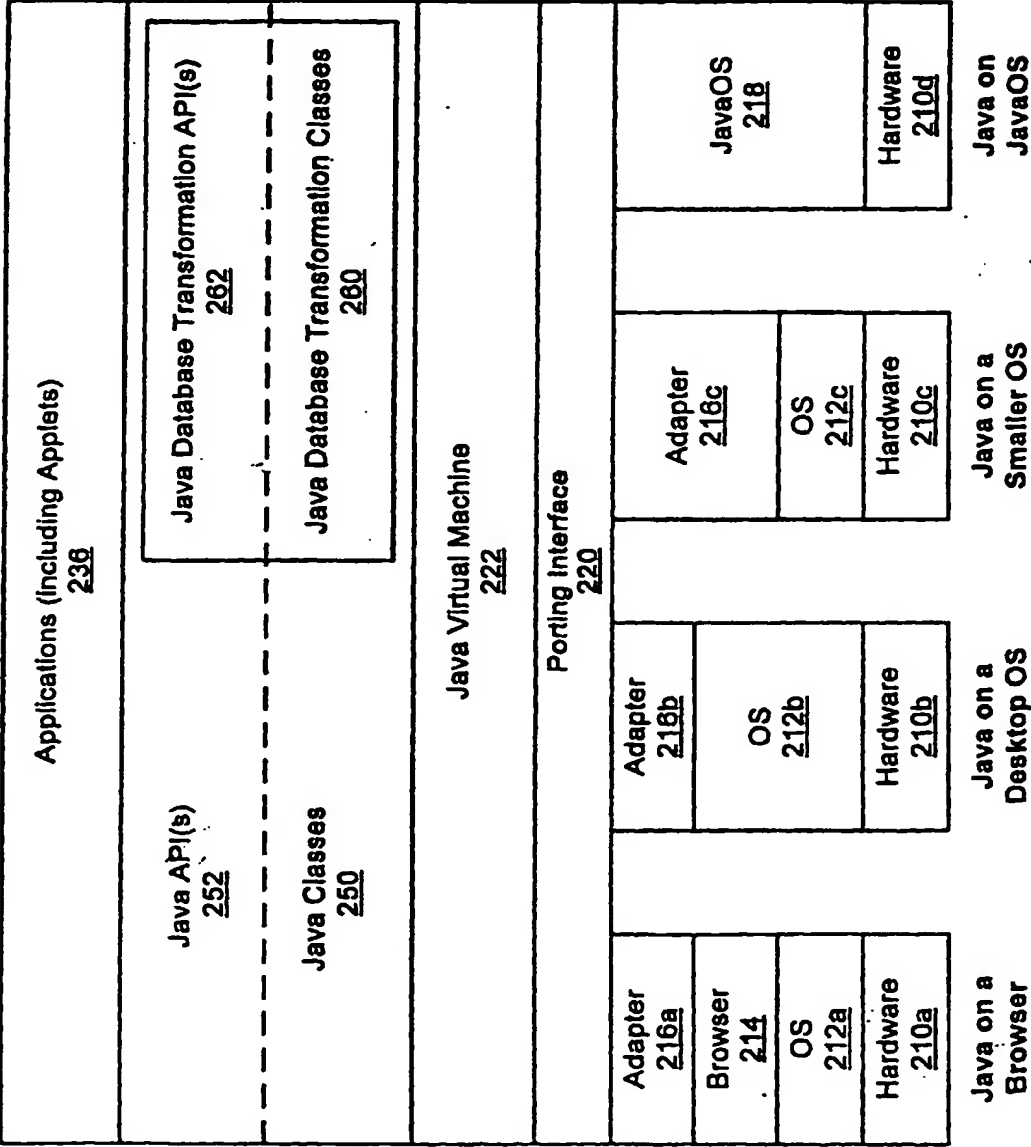 Applications (Including Applets)
236
Java API(s)
252
Java Database Transformation API(s)
262
Java Classes
250
Java Database Transformation Classes
260
Java Virtual Machine
222
Porting Interface
220
Adapter
216a
Browser
214
OS
212a
Hardware
210a
Java on a
Browser
Adapter
216b
OS
212b
Hardware
210b
Java on a
Desktop OS
Adapter
216c
OS
212c
Hardware
210c
Java on a
Smaller OS
JavaOS
218
Hardware
210d
Java on
JavaOS